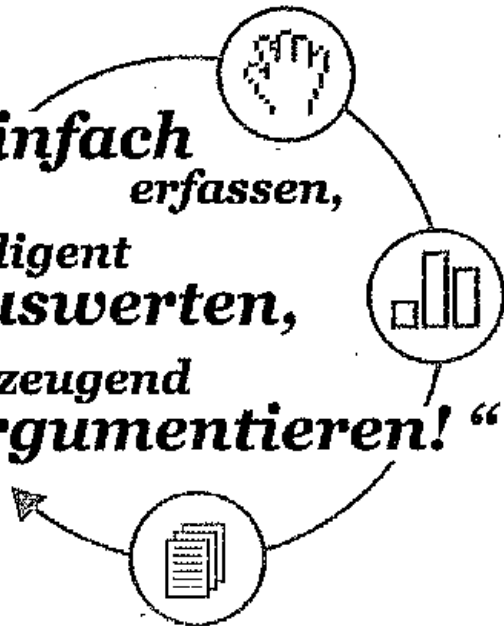 infach
erfassen,
ligent
uswerten,
zeugend
rgumentieren! “